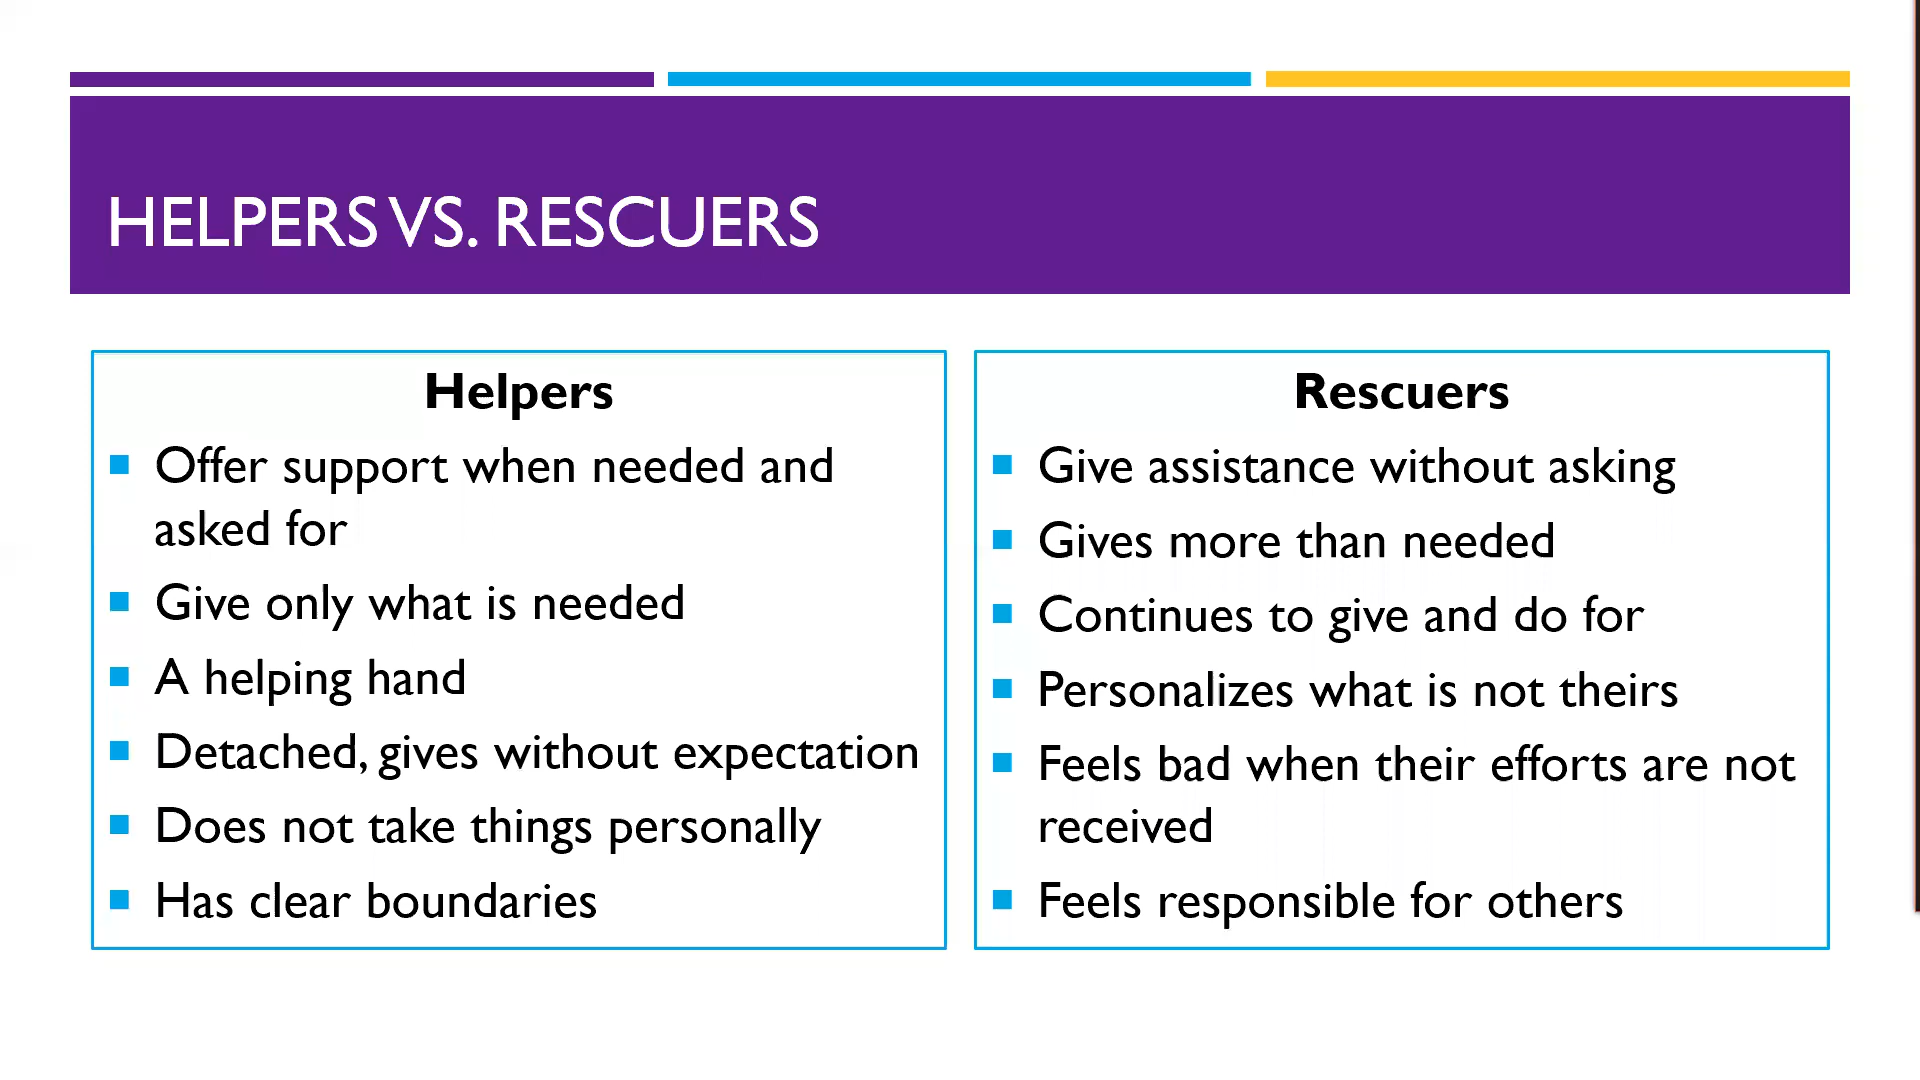 HELPERS VS. RESCUERS
Helpers
Offer support when needed and
asked for
Give only what is needed
A helping hand
Detached, gives without expectation
Does not take things personally
Has clear boundaries
Rescuers
Give assistance without asking
Gives more than needed
Continues to give and do for
Personalizes what is not theirs
Feels bad when their efforts are not
received
Feels responsible for others